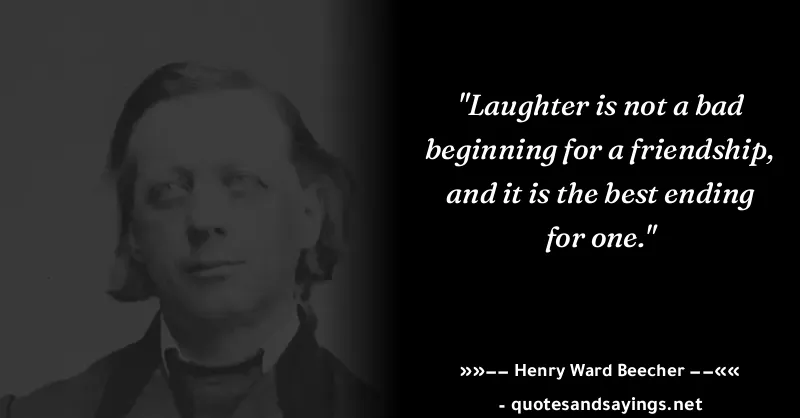 "Laughter is not a bad
beginning for a friendship,
and it is the best ending
for one."
»»−− Henry Ward Beecher −−««
- quotesandsayings.net